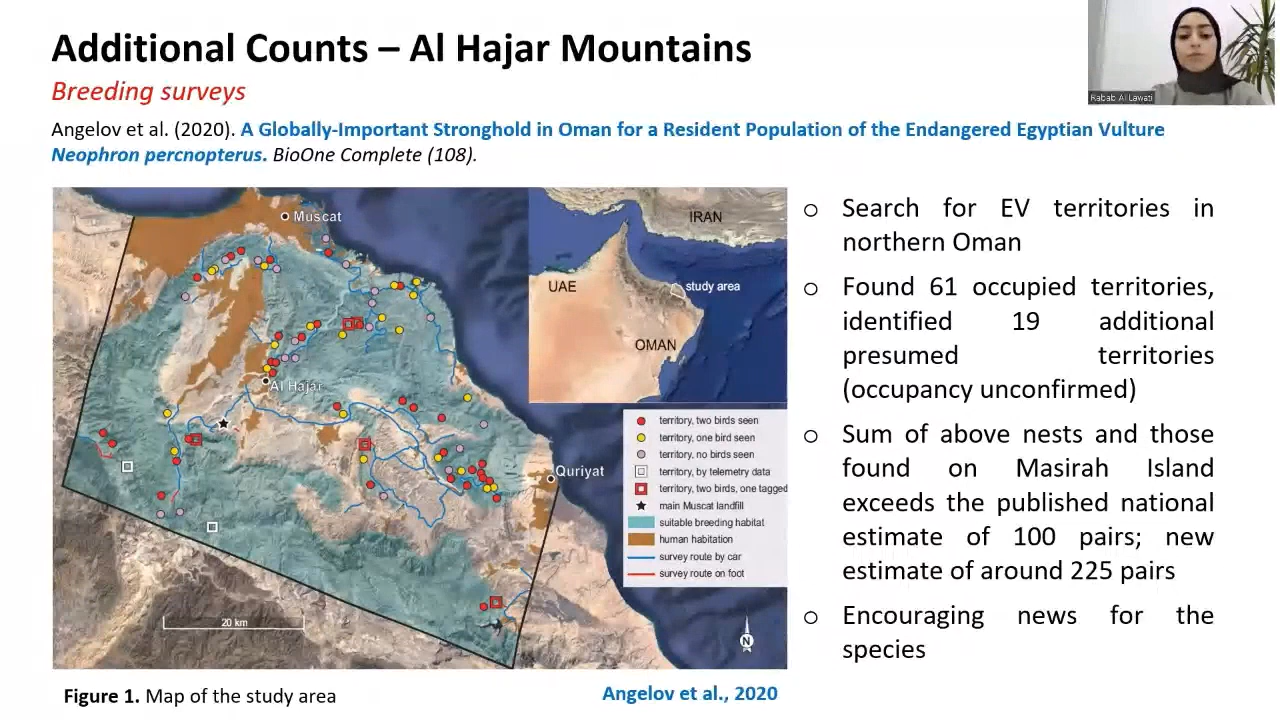 Additional Counts – Al Hajar Mountains
Breeding surveys
Angelov et al. (2020). A Globally-Important Stronghold in Oman for a Resident Population of the Endangered Egyptian Vulture
Neophron percnopterus. BioOne Complete (108).
Rabab Al Lawati
Muscat
Al Hajar
Quriyat
20 km
N
IRAN
UAE
study area
OMAN
territory, two birds seen
territory, one bird seen
territory, no birds seen
territory, by telemetry data
territory, two birds, one tagged
main Muscat landfill
suitable breeding habitat
human habitation
survey route by car
survey route on foot
Figure 1. Map of the study area
Angelov et al., 2020
o Search for EV territories in
northern Oman
o Found 61 occupied territories,
identified 19 additional
presumed territories
(occupancy unconfirmed)
o Sum of above nests and those
found on Masirah Island
exceeds the published national
estimate of 100 pairs; new
estimate of around 225 pairs
o Encouraging news for the
species